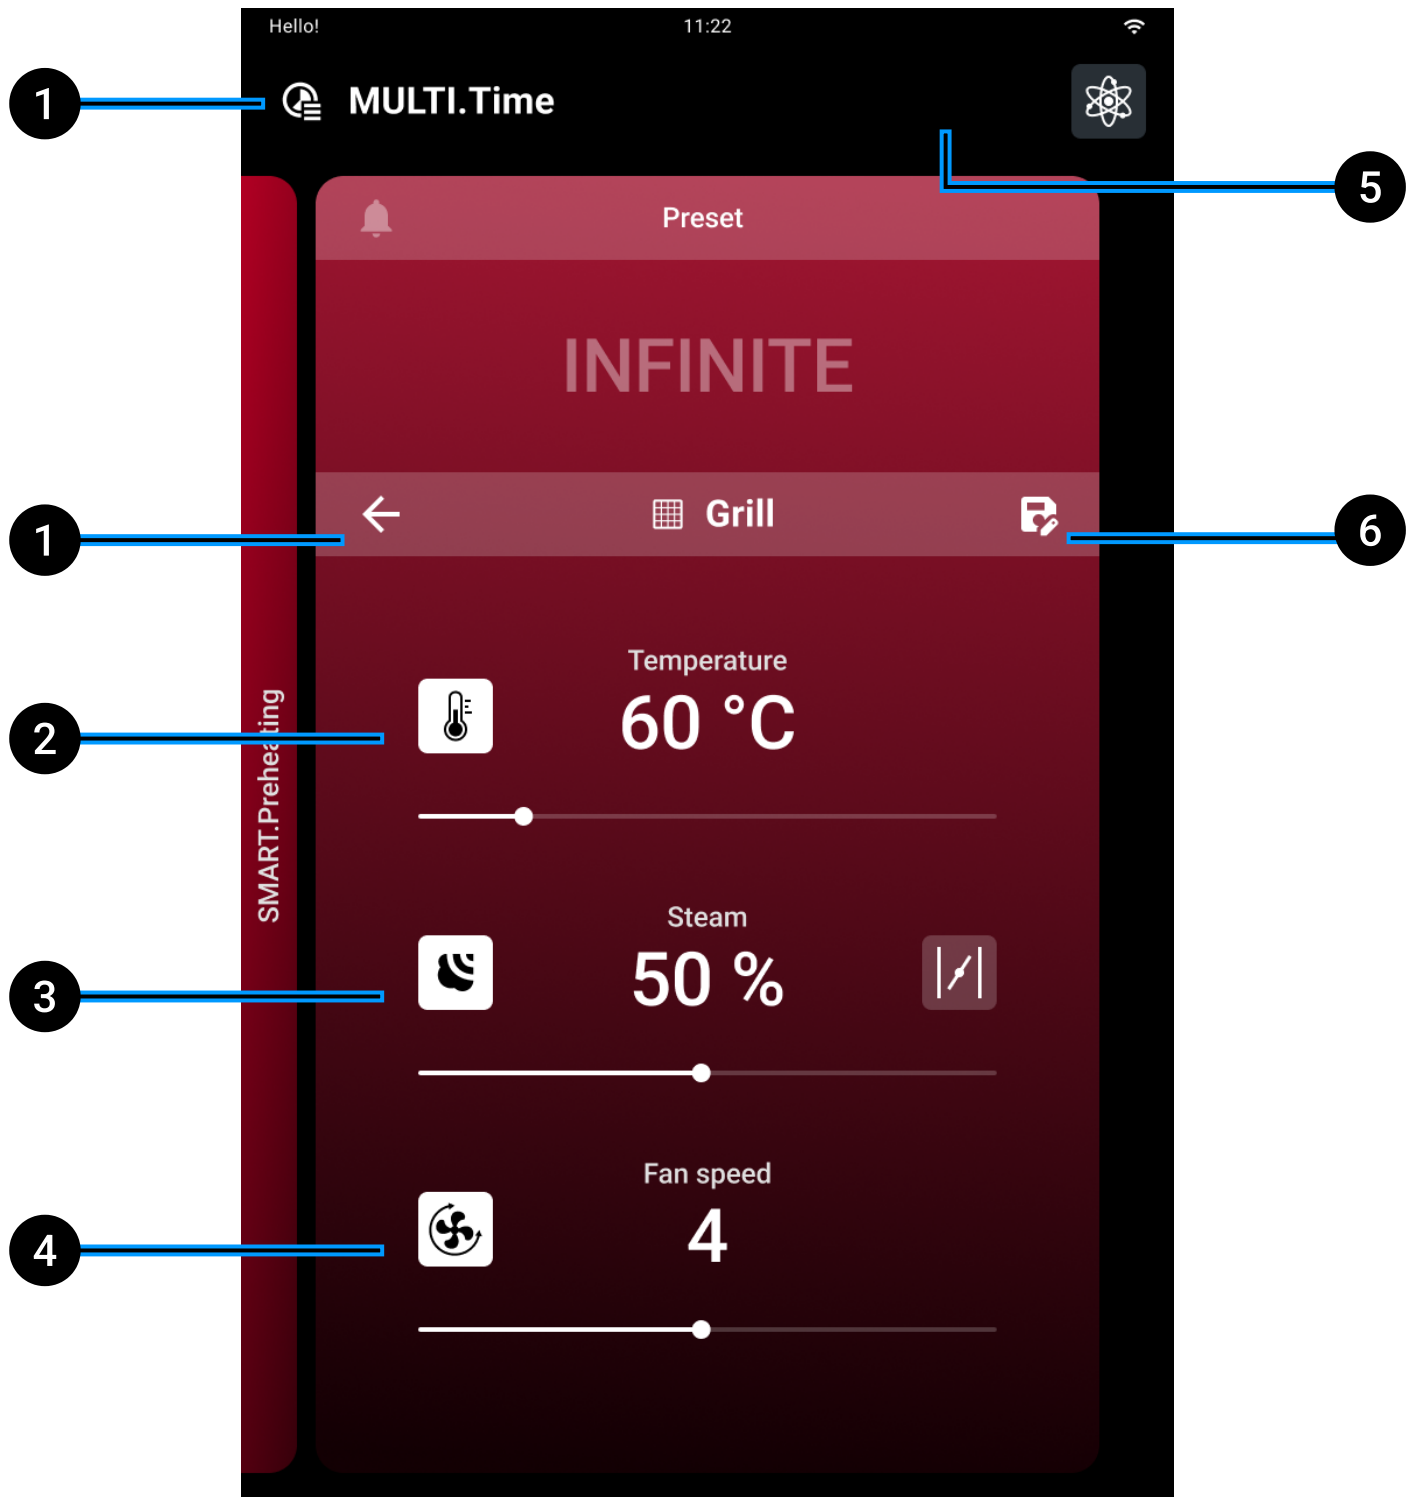 Hello!
11:22
1
MULTI.Time
5
Preset
INFINITE
1
Grill
6
Temperature
2
60 °C
SMART.Preheating
Steam
3
50 %
Fan speed
4
4